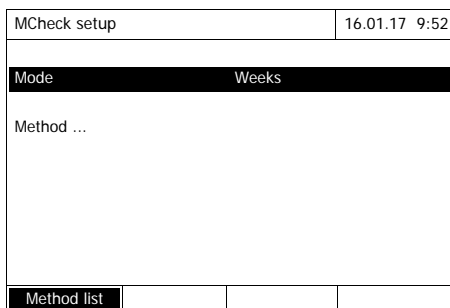 MCheck setup 16.01.17 9:52
Mode Weeks
Method ...
Method list